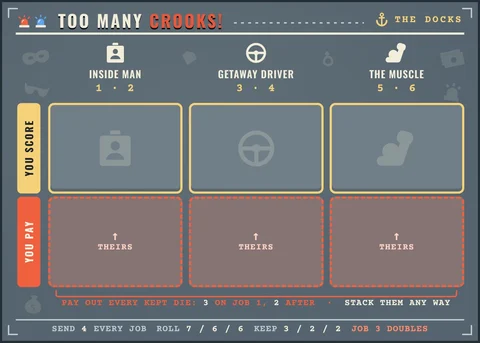 TOO MANY CROOKS!
THE DOCKS
INSIDE MAN
1 · 2
GETAWAY DRIVER
3 · 4
THE MUSCLE
5 · 6
YOU SCORE
YOU PAY
↑
THEIRS
↑
THEIRS
↑
THEIRS
PAY OUT EVERY KEPT DIE: 3 ON JOB 1, 2 AFTER · STACK THEM ANY WAY
SEND 4 EVERY JOB ROLL 7 / 6 / 6 KEEP 3 / 2 / 2 JOB 3 DOUBLES